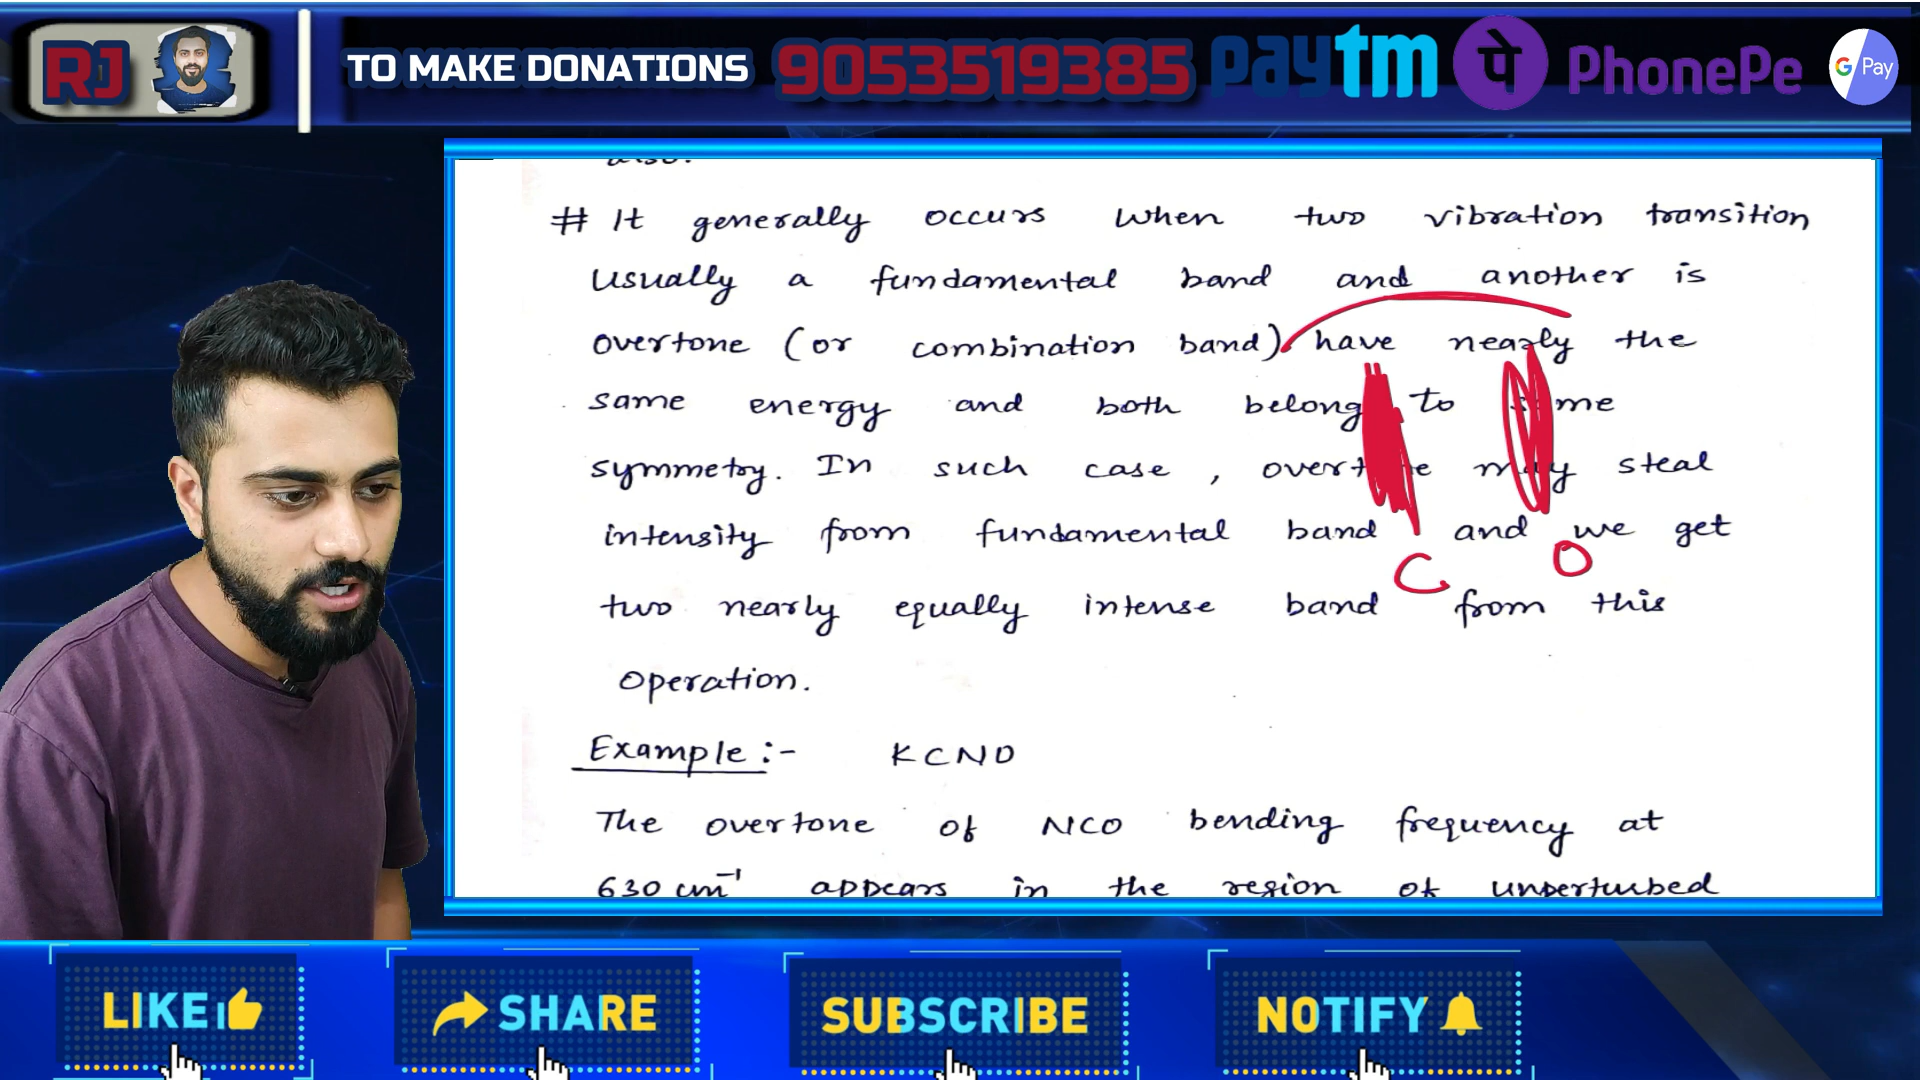 RJ
TO MAKE DONATIONS 9053519385 paytm पे PhonePe G Pay
also.
# It generally occurs when two vibration transition
usually a fundamental band and another is
overtone (or combination band) have nearly the
same energy and both belong to same
symmetry. In such case, overtone may steal
intensity from fundamental band and we get
C O
two nearly equally intense band from this
operation.
Example :- KCNO
The overtone of NCO bending frequency at
630 cm⁻¹ appears in the region of unperturbed
LIKE SHARE SUBSCRIBE NOTIFY